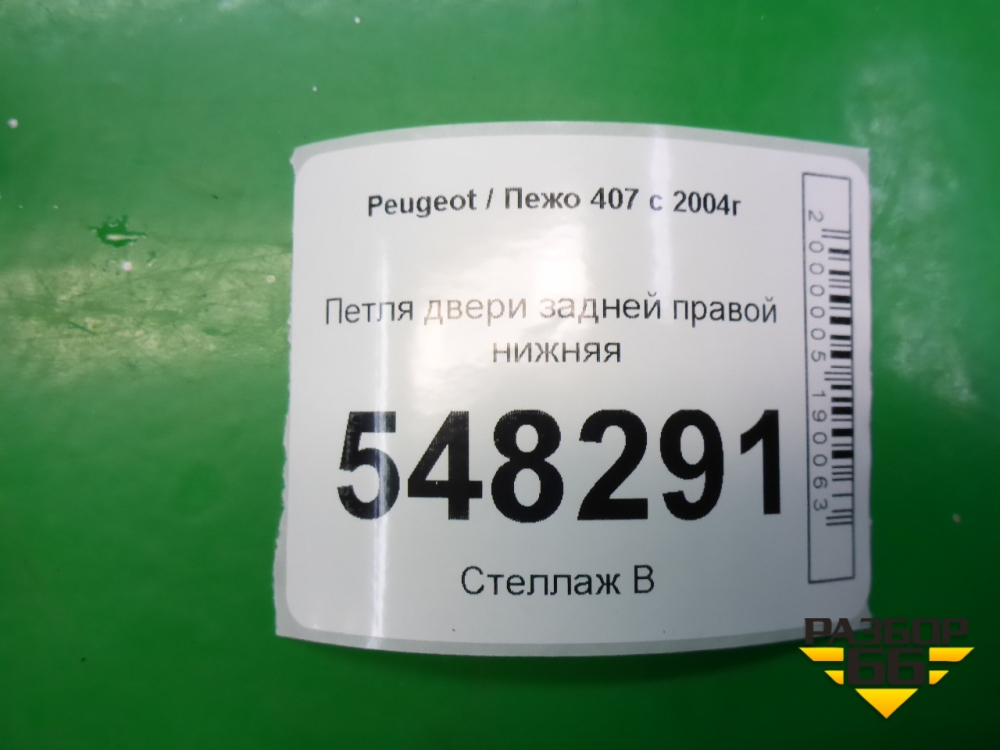 Peugeot / Пежо 407 с 2004г
Петля двери задней правой
нижняя
548291
Стеллаж В
2000005190063
РАЗБОР
66